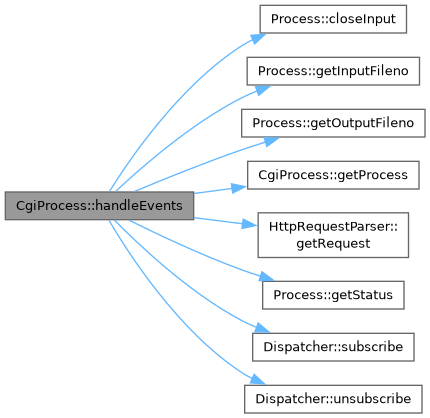 Process::closeInput
Process::getInputFileno
Process::getOutputFileno
CgiProcess::getProcess
CgiProcess::handleEvents
HttpRequestParser::
getRequest
Process::getStatus
Dispatcher::subscribe
Dispatcher::unsubscribe